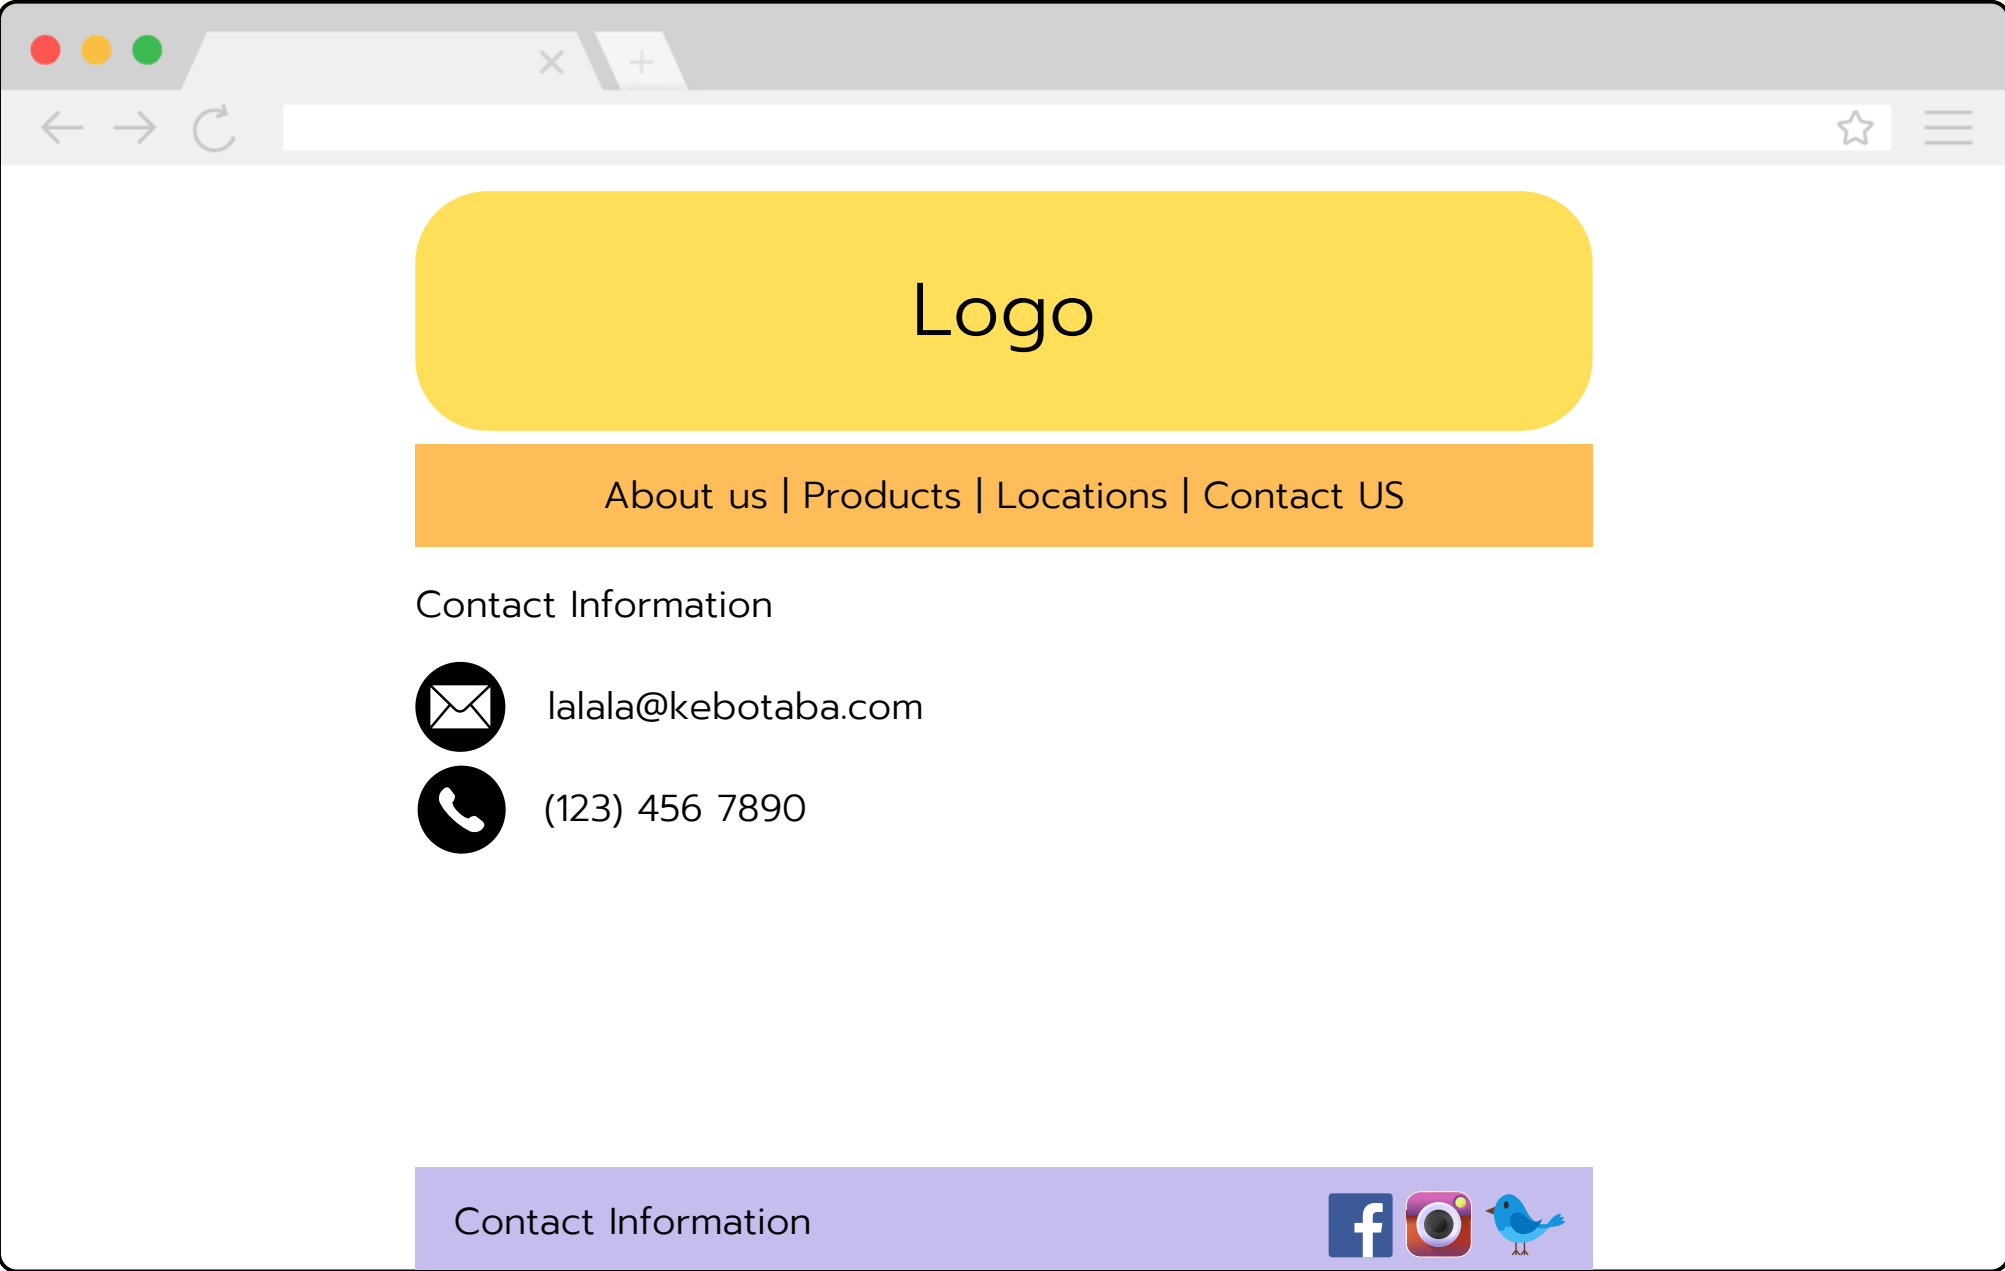 Logo
About us | Products | Locations | Contact US
Contact Information
lalala@kebotaba.com
(123) 456 7890
Contact Information